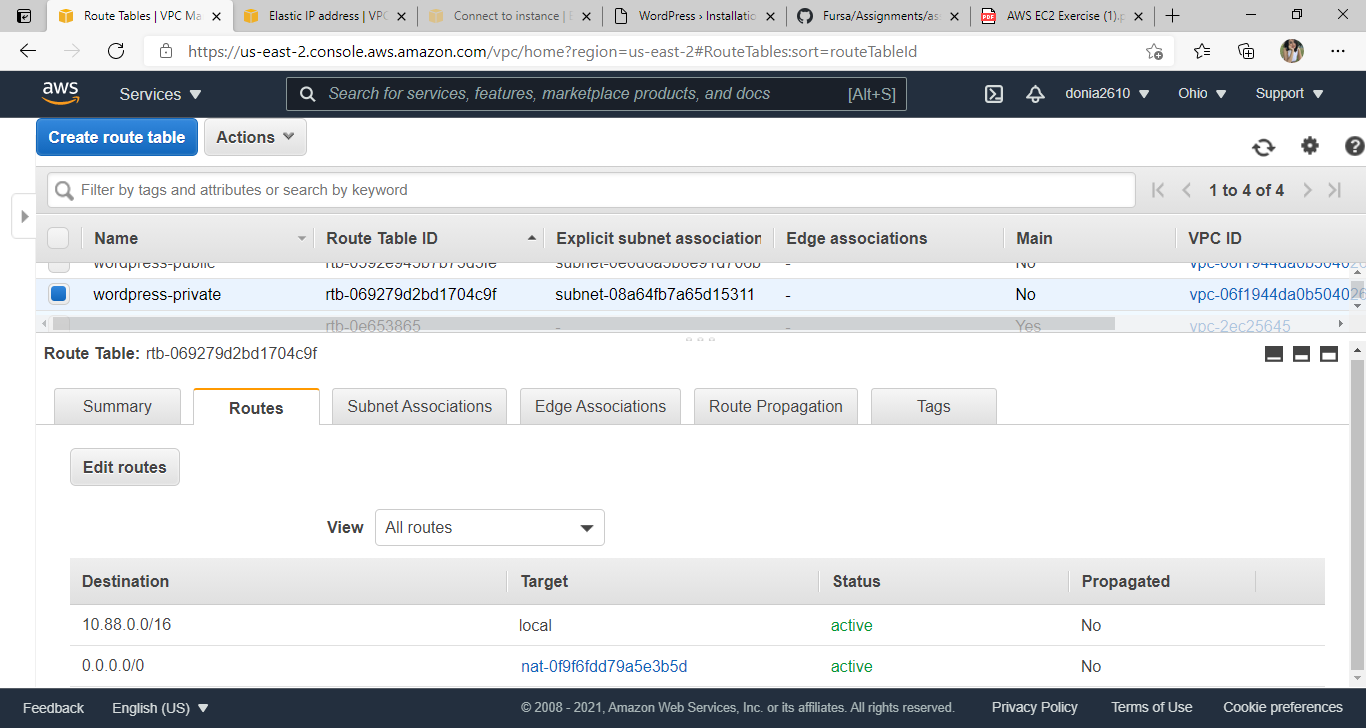 Route Tables | VPC Ma
Elastic IP address | VPC
Connect to instance | E
WordPress › Installatio
Fursa/Assignments/as
AWS EC2 Exercise (1).p
https://us-east-2.console.aws.amazon.com/vpc/home?region=us-east-2#RouteTables:sort=routeTableId
aws
Services
Search for services, features, marketplace products, and docs
[Alt+S]
donia2610
Ohio
Support
Create route table
Actions
Filter by tags and attributes or search by keyword
1 to 4 of 4
Name
Route Table ID
Explicit subnet association
Edge associations
Main
VPC ID
wordpress-public
-
No
wordpress-private
rtb-069279d2bd1704c9f
subnet-08a64fb7a65d15311
-
No
vpc-06f1944da0b504026
rtb-0e653865
-
-
Yes
vpc-2ec25645
Route Table: rtb-069279d2bd1704c9f
Summary
Routes
Subnet Associations
Edge Associations
Route Propagation
Tags
Edit routes
View
All routes
Destination
Target
Status
Propagated
10.88.0.0/16
local
active
No
0.0.0.0/0
nat-0f9f6fdd79a5e3b5d
active
No
Feedback
English (US)
© 2008 - 2021, Amazon Web Services, Inc. or its affiliates. All rights reserved.
Privacy Policy
Terms of Use
Cookie preferences